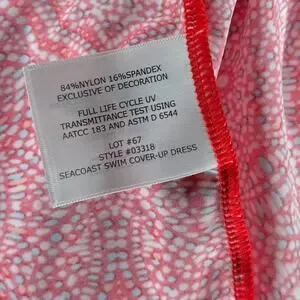 84%NYLON 16%SPANDEX
EXCLUSIVE OF DECORATION
FULL LIFE CYCLE UV
TRANSMITTANCE TEST USING
AATCC 183 AND ASTM D 6544
LOT #67
STYLE #03318
SEACOAST SWIM COVER-UP DRESS